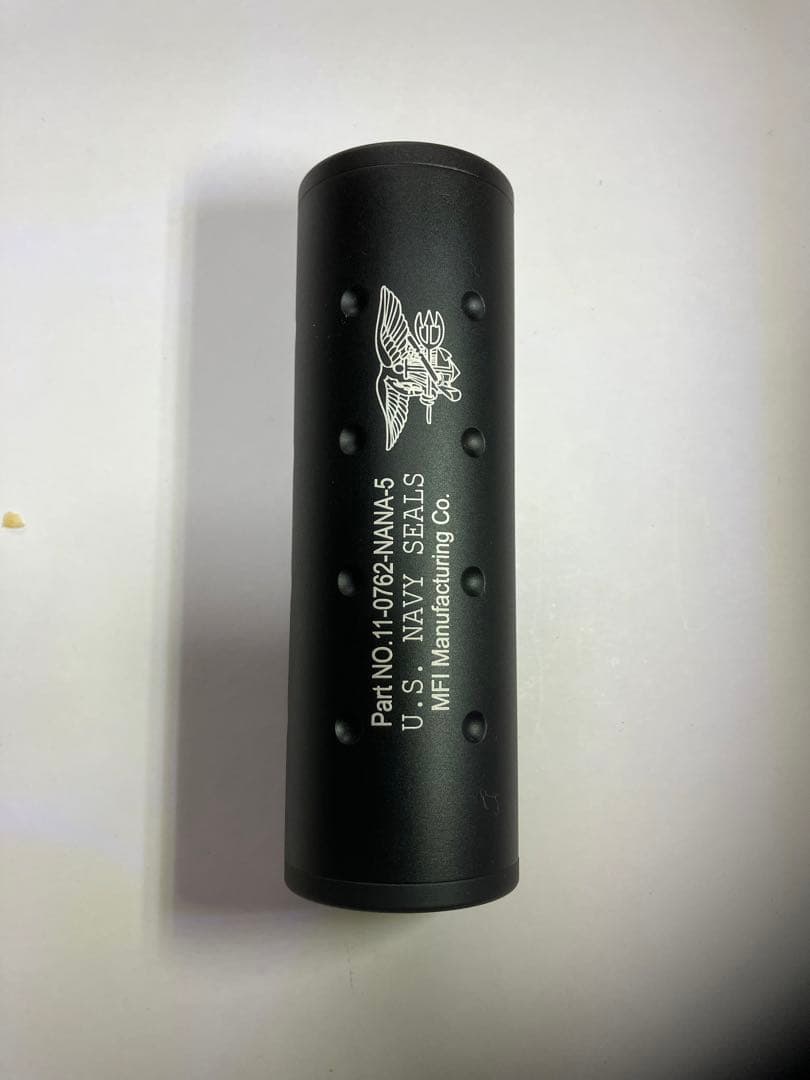 Part NO.11-0762-NANA-5
U.S. NAVY SEALS
MFI Manufacturing Co.